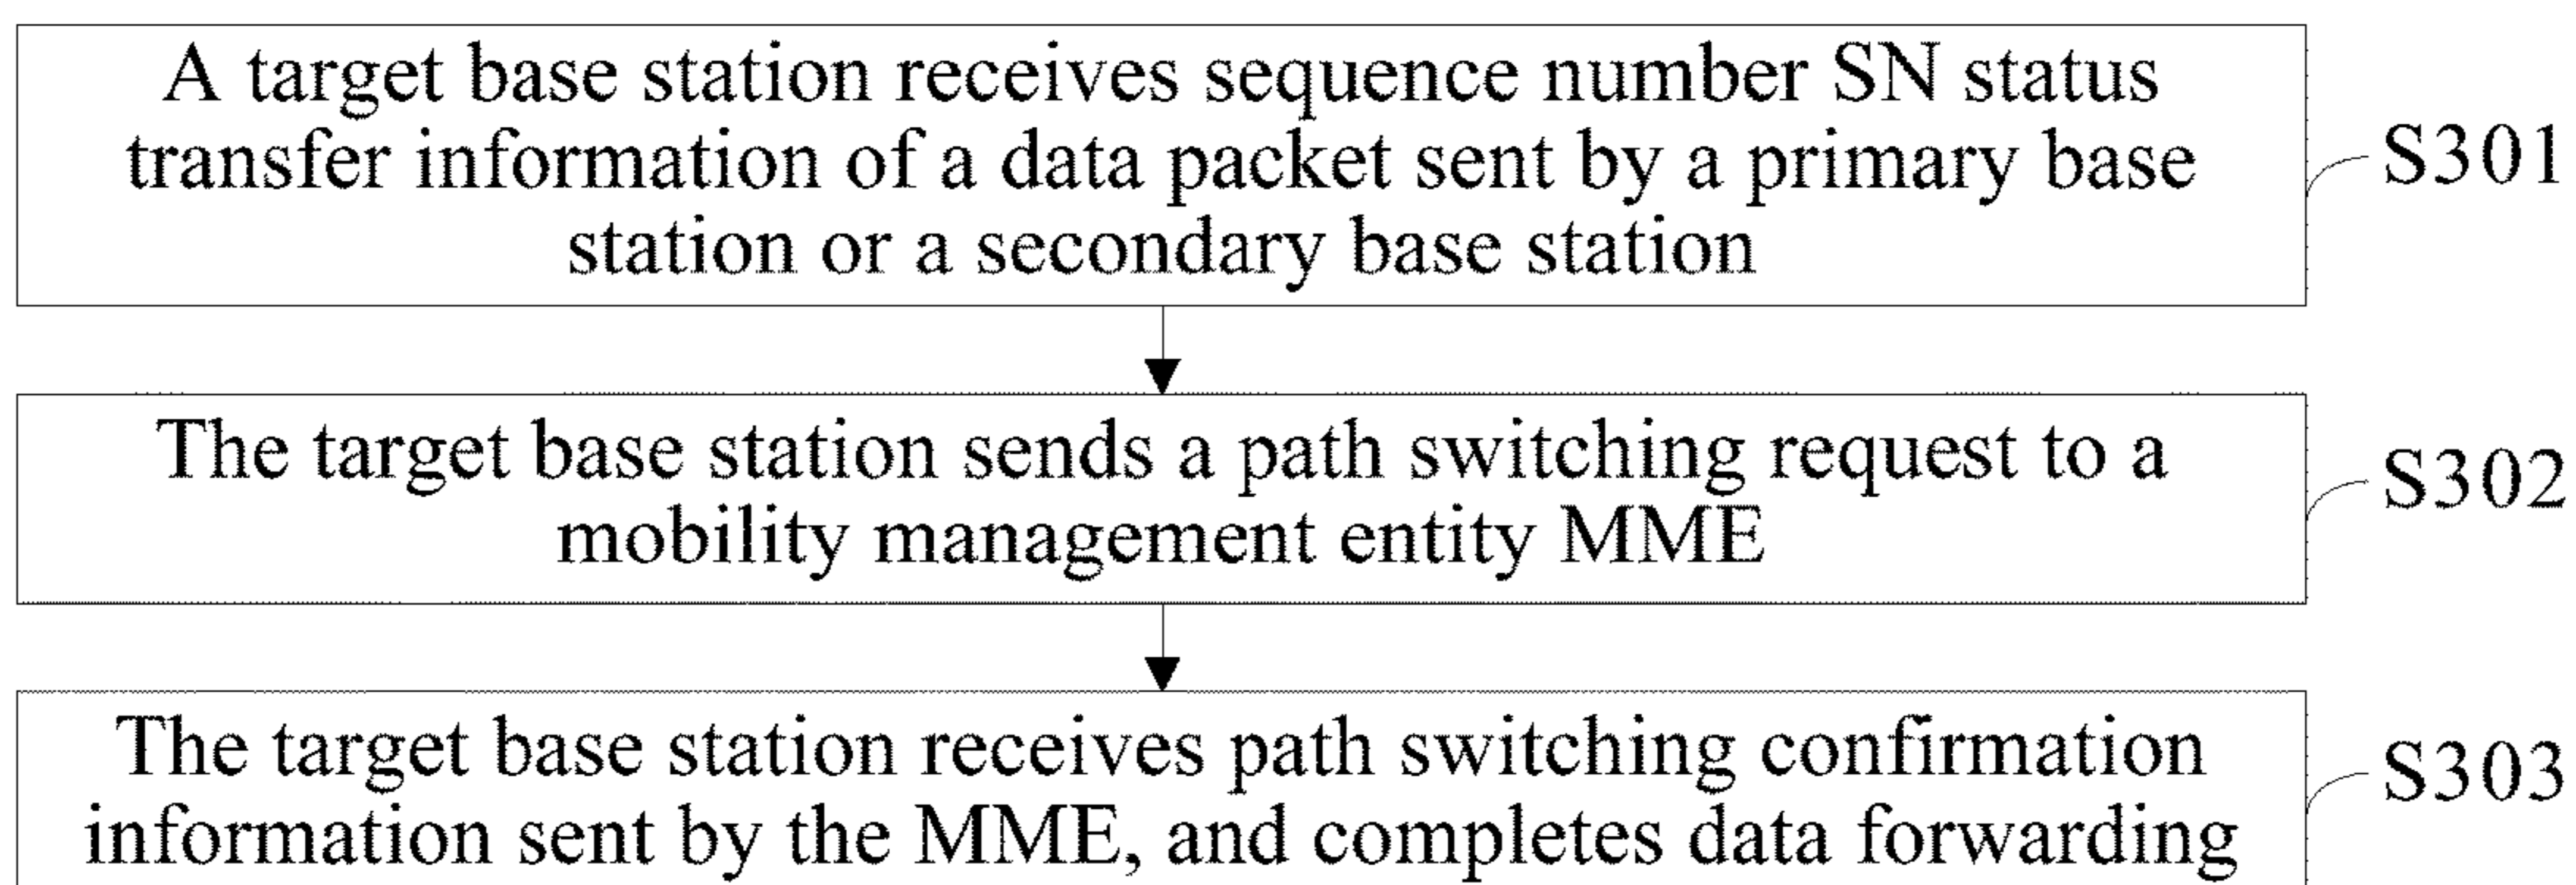 A target base station receives sequence number SN status
transfer information of a data packet sent by a primary base
station or a secondary base station
S301
The target base station sends a path switching request to a
mobility management entity MME
S302
The target base station receives path switching confirmation
information sent by the MME, and completes data forwarding
S303